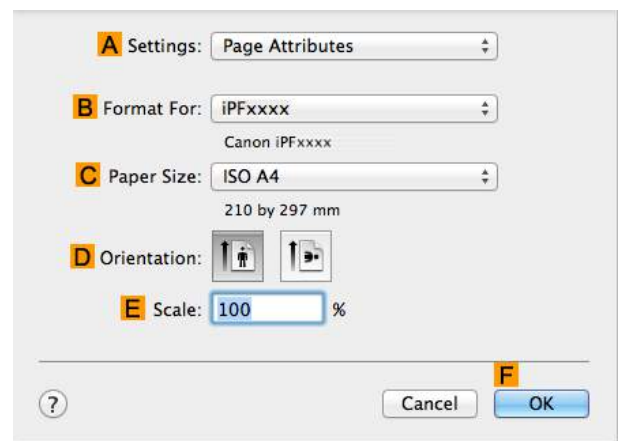 A Settings: Page Attributes
B Format For: iPFxxxx
Canon iPFxxxx
C Paper Size: ISO A4
210 by 297 mm
D Orientation:
E Scale: 100 %
F
? Cancel OK